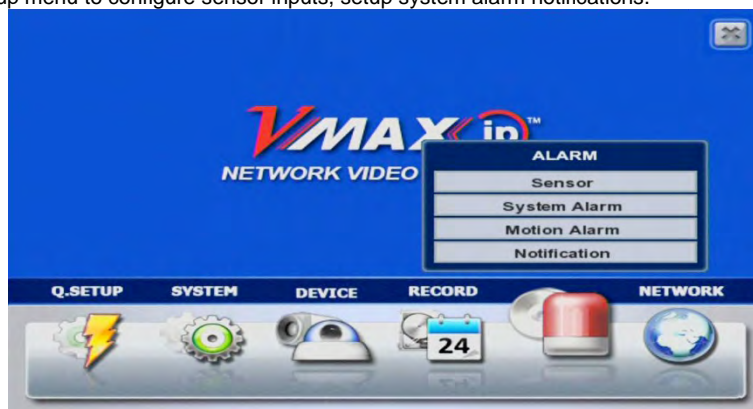 up menu to configure sensor inputs, setup system alarm notifications.
VMAX ip™
NETWORK VIDEO
ALARM
Sensor
System Alarm
Motion Alarm
Notification
Q.SETUP SYSTEM DEVICE RECORD NETWORK
24